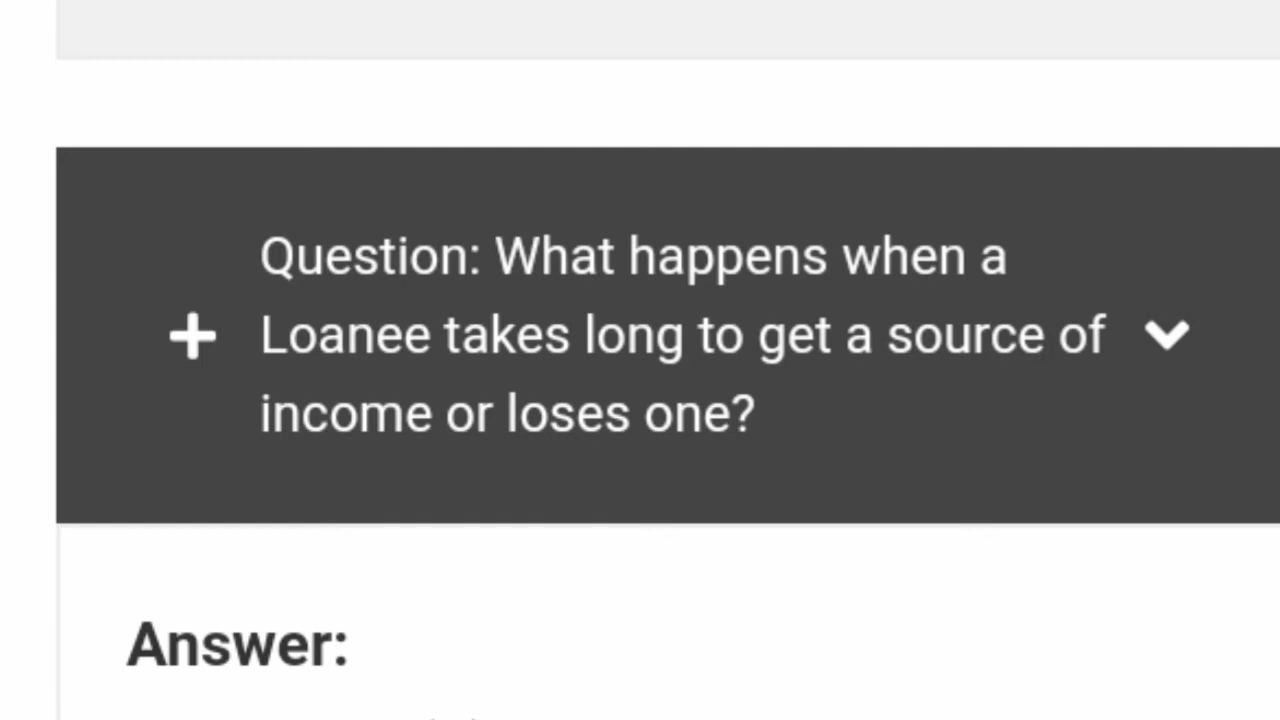 Question: What happens when a
Loanee takes long to get a source of
income or loses one?
Answer: